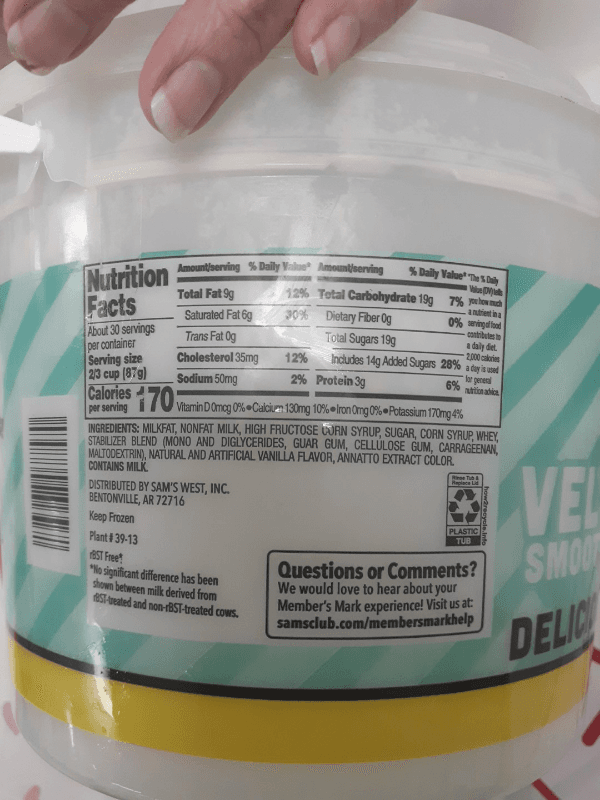 Nutrition
Facts
About 30 servings
per container
Serving size
2/3 cup (87g)
Calories 170
per serving
Amount/serving % Daily Value* Amount/serving % Daily Value*
Total Fat 9g 12% Total Carbohydrate 19g 7%
Saturated Fat 6g 30% Dietary Fiber 0g 0%
Trans Fat 0g Total Sugars 19g
Cholesterol 35mg 12% Includes 14g Added Sugars 28%
Sodium 50mg 2% Protein 3g 6%
Vitamin D 0mcg 0% • Calcium 130mg 10% • Iron 0mg 0% • Potassium 170mg 4%
*The % Daily
Value (DV) tells
you how much
a nutrient in a
serving of food
contributes to
a daily diet.
2,000 calories
a day is used
for general
nutrition advice.
INGREDIENTS: MILKFAT, NONFAT MILK, HIGH FRUCTOSE CORN SYRUP, SUGAR, CORN SYRUP, WHEY,
STABILIZER BLEND (MONO AND DIGLYCERIDES, GUAR GUM, CELLULOSE GUM, CARRAGEENAN,
MALTODEXTRIN), NATURAL AND ARTIFICIAL VANILLA FLAVOR, ANNATTO EXTRACT COLOR.
CONTAINS MILK.
DISTRIBUTED BY SAM'S WEST, INC.
BENTONVILLE, AR 72716
Keep Frozen
Plant # 39-13
rBST Free*
*No significant difference has been
shown between milk derived from
rBST-treated and non-rBST-treated cows.
Rinse Tub &
Replace Lid
PLASTIC
TUB
how2recycle.info
Questions or Comments?
We would love to hear about your
Member's Mark experience! Visit us at:
samsclub.com/membersmarkhelp
VEL
SMOO
DELIC